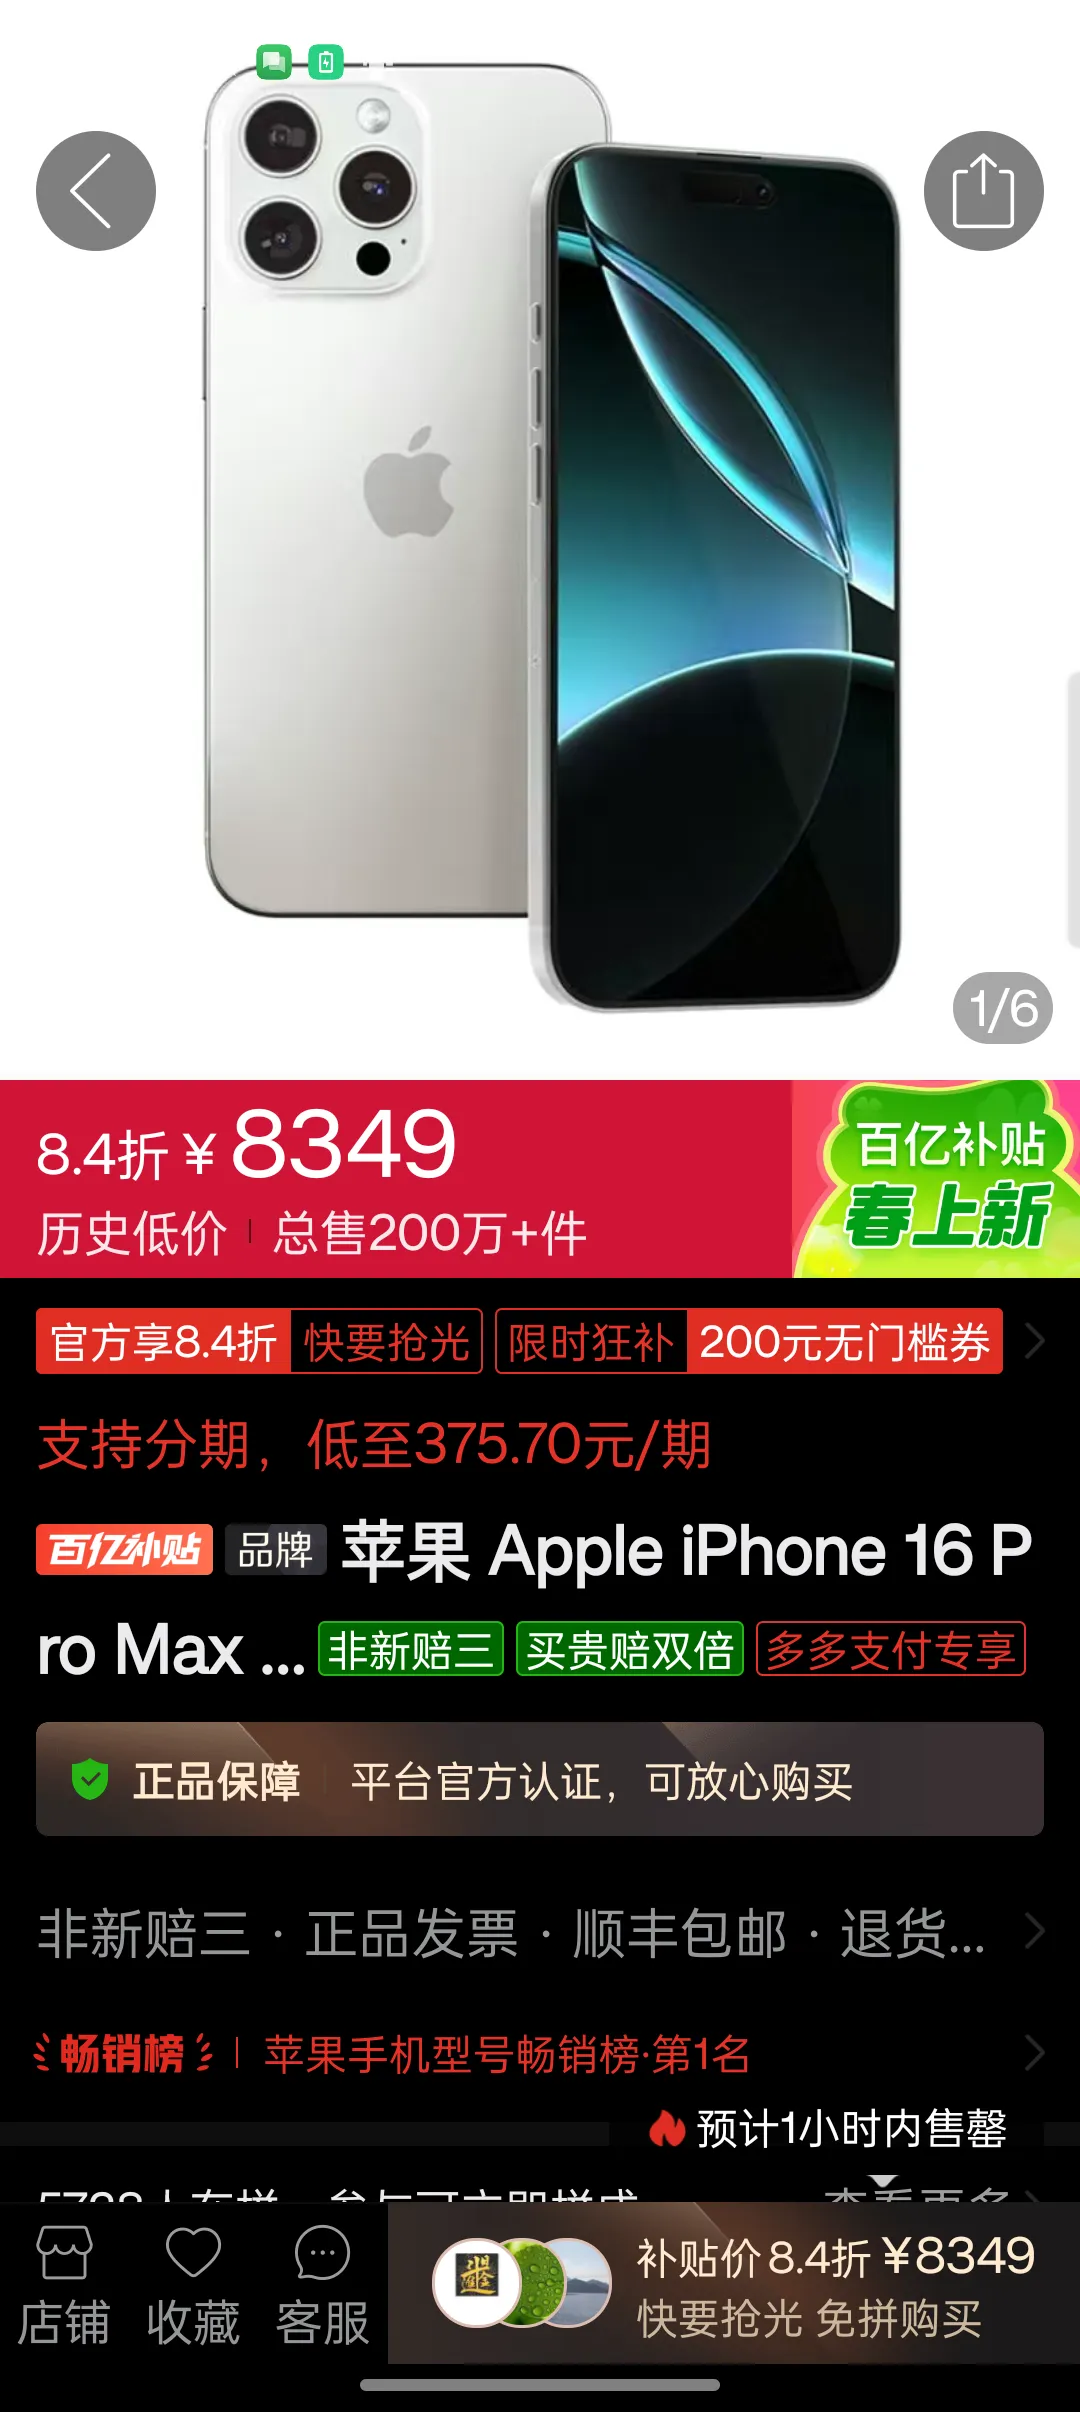 1/6
8.4折 ¥ 8349
历史低价 | 总售200万+件
百亿补贴
春上新
官方享8.4折 快要抢光 限时狂补 200元无门槛券
支持分期，低至375.70元/期
百亿补贴 品牌 苹果 Apple iPhone 16 P
ro Max ... 非新赔三 买贵赔双倍 多多支付专享
正品保障 平台官方认证，可放心购买
非新赔三 · 正品发票 · 顺丰包邮 · 退货...
畅销榜 | 苹果手机型号畅销榜·第1名
预计1小时内售罄
补贴价 8.4折 ¥8349
快要抢光 免拼购买
店铺 收藏 客服